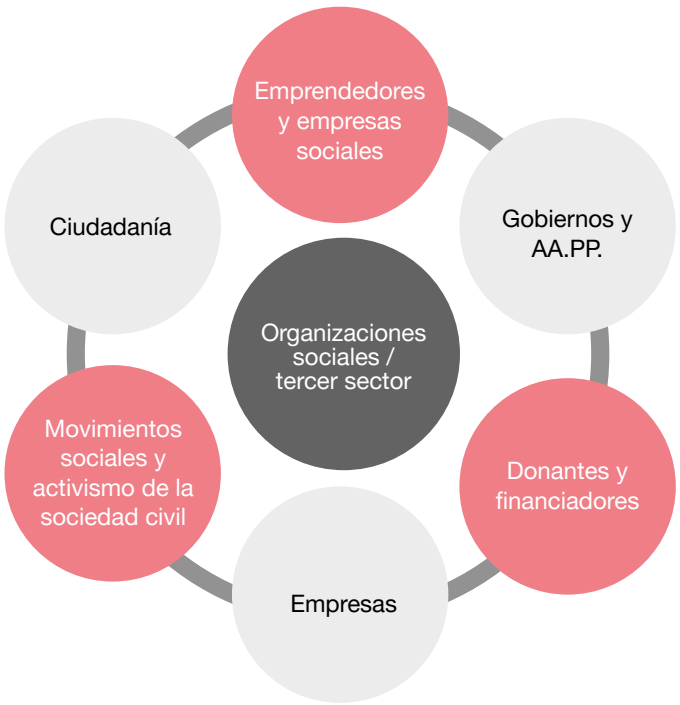 Emprendedores
y empresas
sociales
Ciudadanía
Gobiernos y
AA.PP.
Organizaciones
sociales /
tercer sector
Movimientos
sociales y
activismo de la
sociedad civil
Donantes y
financiadores
Empresas